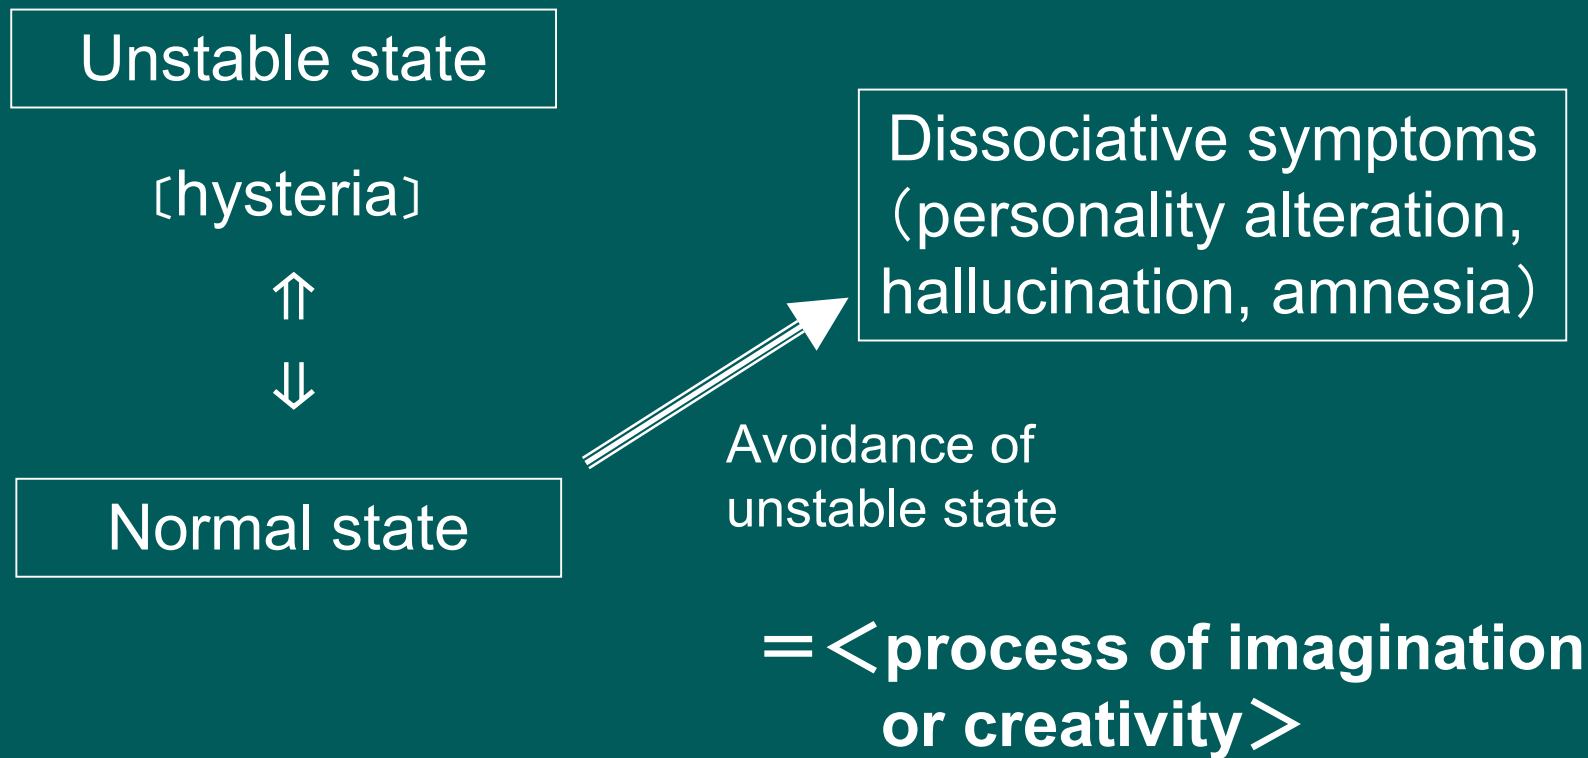 Unstable state
〔hysteria〕
⇑
⇓
Normal state
Dissociative symptoms
（personality alteration,
hallucination, amnesia）
Avoidance of
unstable state
＝＜process of imagination
or creativity＞